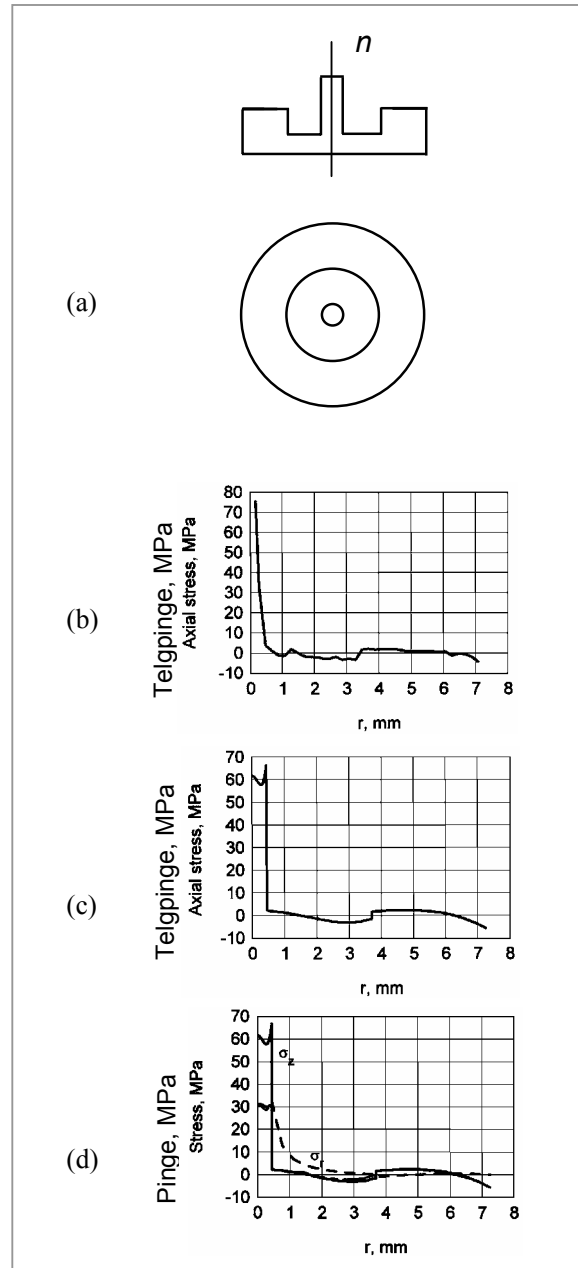 n
(a)
(b)
Telgpinge, MPa
Axial stress, MPa
80
70
60
50
40
30
20
10
0
-10
0 1 2 3 4 5 6 7 8
r, mm
(c)
Telgpinge, MPa
Axial stress, MPa
70
60
50
40
30
20
10
0
-10
0 1 2 3 4 5 6 7 8
r, mm
(d)
Pinge, MPa
Stress, MPa
70
60
50
40
30
20
10
0
-10
σz
σr
0 1 2 3 4 5 6 7 8
r, mm